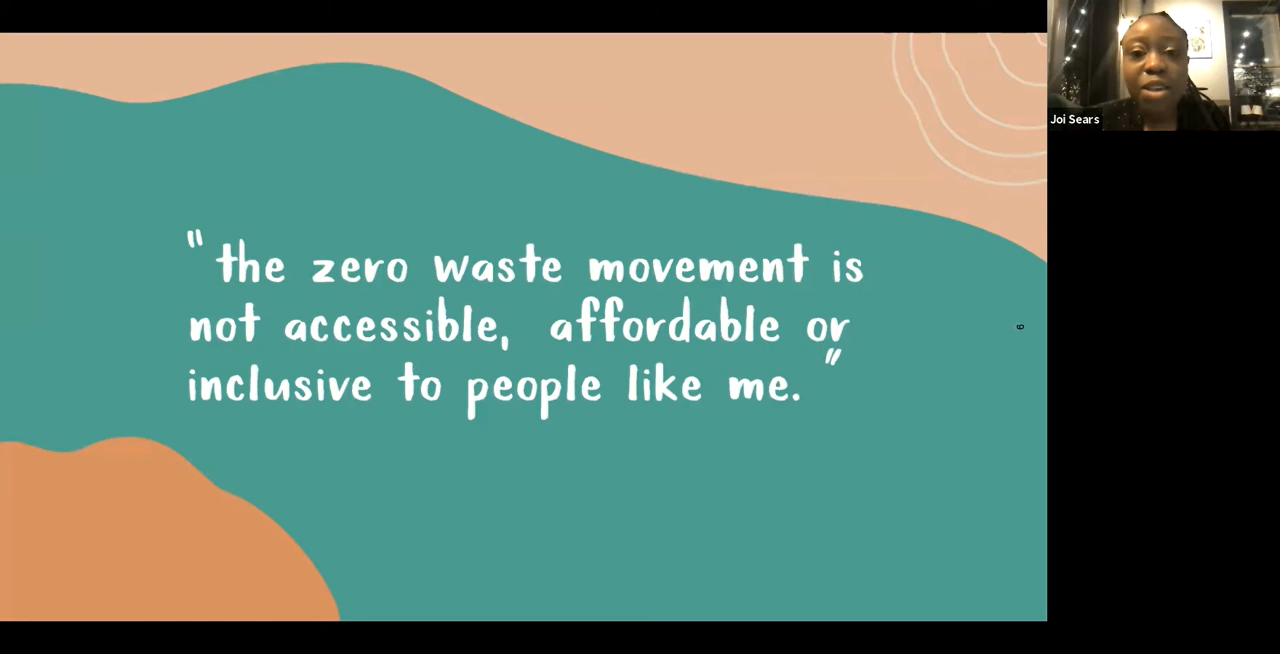 "the zero waste movement is
not accessible, affordable or
inclusive to people like me."
Joi Sears